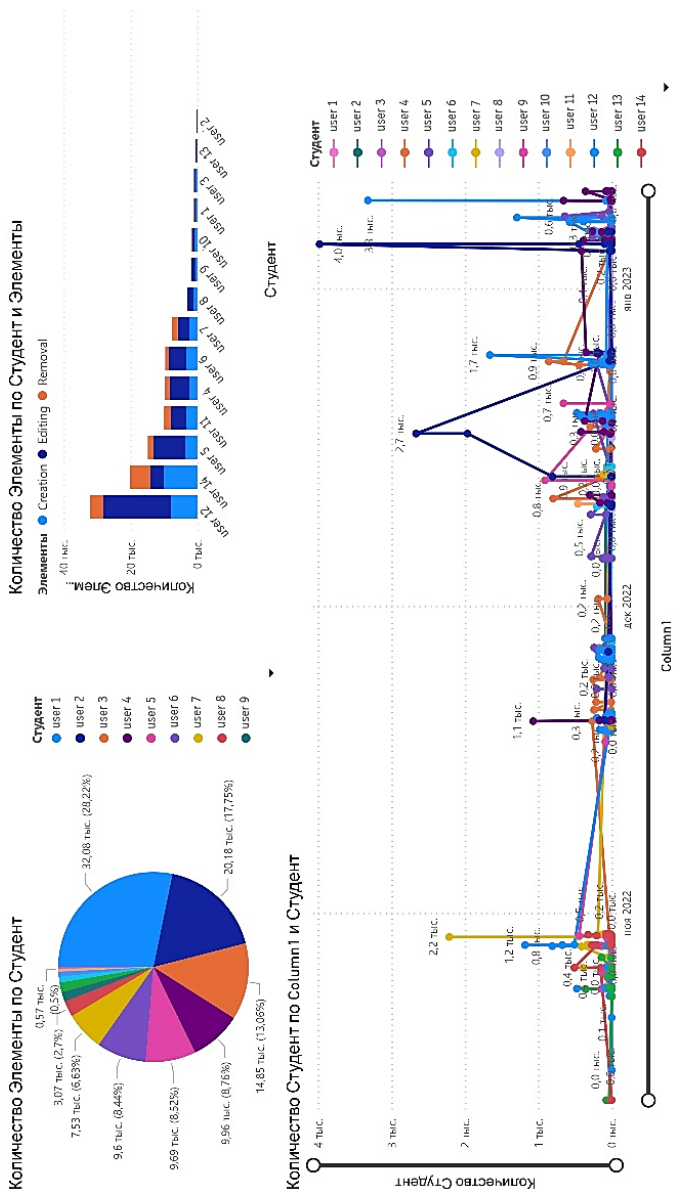 Количество Элементы по Студент
32,08 тыс. (28,22%)
20,18 тыс. (17,75%)
14,85 тыс. (13,06%)
9,96 тыс. (8,76%)
9,69 тыс. (8,52%)
9,6 тыс. (8,44%)
7,53 тыс. (6,63%)
3,07 тыс. (2,7%)
0,57 тыс.
(0,5%)
Студент
user 1
user 2
user 3
user 4
user 5
user 6
user 7
user 8
user 9
Количество Элементы по Студент и Элементы
Элементы Creation Editing Removal
Количество Элем...
40 тыс.
20 тыс.
0 тыс.
user 12
user 14
user 5
user 11
user 4
user 6
user 7
user 8
user 9
user 10
user 1
user 3
user 13
user 2
Студент
Количество Студент по Column1 и Студент
Количество Студент
4 тыс.
3 тыс.
2 тыс.
1 тыс.
0 тыс.
0,0 тыс.
2,2 тыс.
1,2 тыс.
0,2 тыс.
1,1 тыс.
0,3 тыс.
0,2 тыс.
0,2 тыс.
0,2 тыс.
0,5 тыс.
0,8 тыс.
2,7 тыс.
0,7 тыс.
1,7 тыс.
0,9 тыс.
4,0 тыс.
0,6 тыс.
ноя 2022
дек 2022
янв 2023
Column1
Студент
user 1
user 2
user 3
user 4
user 5
user 6
user 7
user 8
user 9
user 10
user 11
user 12
user 13
user 14